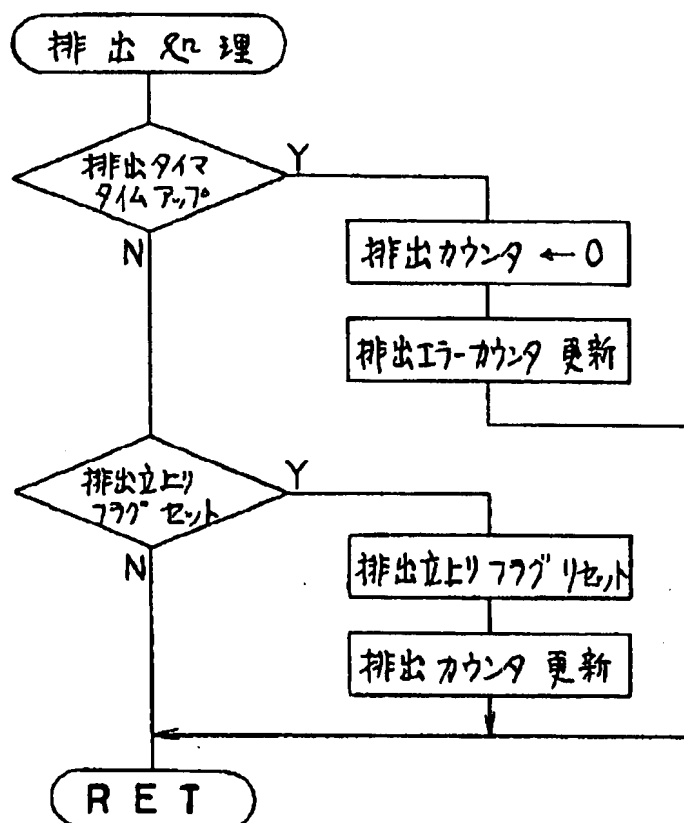 排出処理
排出タイマ
タイムアップ
Y
N
排出カウンタ ← 0
排出エラーカウンタ 更新
排出立上り
フラグ セット
Y
N
排出立上り フラグ リセット
排出 カウンタ 更新
RET